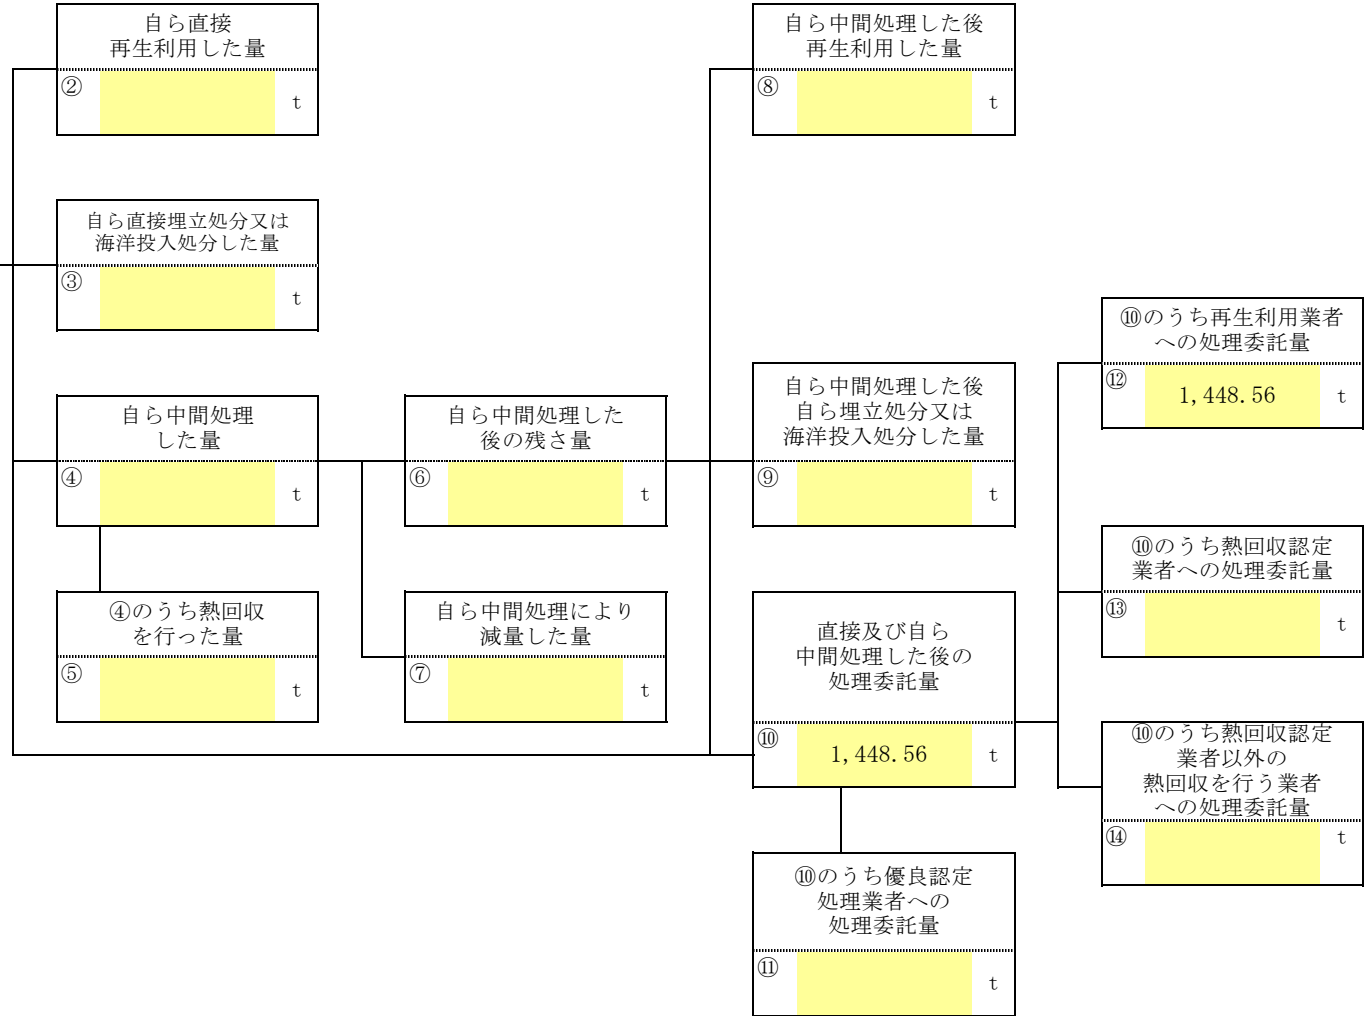 自ら直接
再生利用した量
②
t
自ら直接埋立処分又は
海洋投入処分した量
③
t
自ら中間処理
した量
④
t
④のうち熱回収
を行った量
⑤
t
自ら中間処理した
後の残さ量
⑥
t
自ら中間処理により
減量した量
⑦
t
自ら中間処理した後
再生利用した量
⑧
t
自ら中間処理した後
自ら埋立処分又は
海洋投入処分した量
⑨
t
直接及び自ら
中間処理した後の
処理委託量
⑩ 1,448.56 t
⑩のうち優良認定
処理業者への
処理委託量
⑪
t
⑩のうち再生利用業者
への処理委託量
⑫ 1,448.56 t
⑩のうち熱回収認定
業者への処理委託量
⑬
t
⑩のうち熱回収認定
業者以外の
熱回収を行う業者
への処理委託量
⑭
t